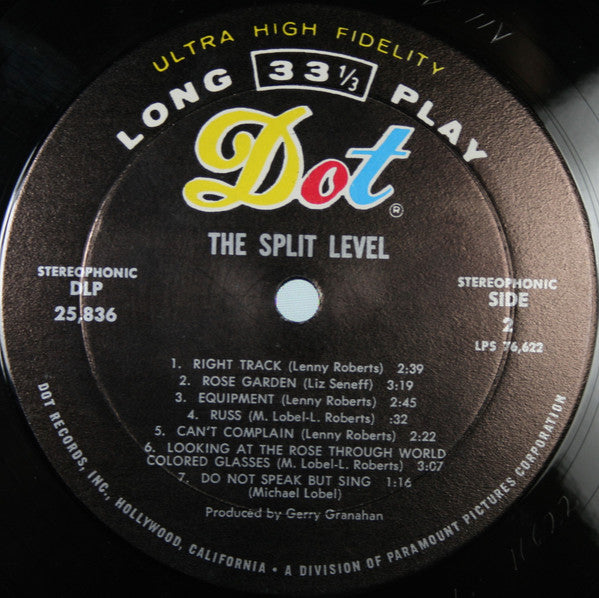 ULTRA HIGH FIDELITY
LONG 33 1/3 PLAY
Dot®
THE SPLIT LEVEL
STEREOPHONIC
DLP
25,836
STEREOPHONIC
SIDE
2
LPS 76,622
1. RIGHT TRACK (Lenny Roberts) 2:39
2. ROSE GARDEN (Liz Seneff) 3:19
3. EQUIPMENT (Lenny Roberts) 2:45
4. RUSS (M. Lobel-L. Roberts) :32
5. CAN'T COMPLAIN (Lenny Roberts) 2:22
6. LOOKING AT THE ROSE THROUGH WORLD
COLORED GLASSES (M. Lobel-L. Roberts) 3:07
7. DO NOT SPEAK BUT SING 1:16
(Michael Lobel)
Produced by Gerry Granahan
DOT RECORDS, INC., HOLLYWOOD, CALIFORNIA • A DIVISION OF PARAMOUNT PICTURES CORPORATION